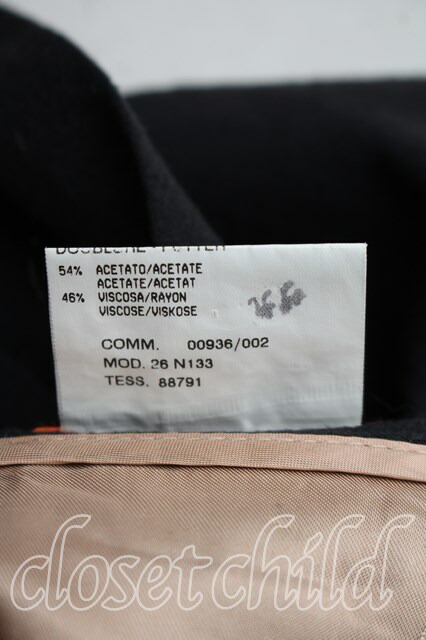 54% ACETATO/ACETATE
ACETATE/ACETAT
46% VISCOSA/RAYON
VISCOSE/VISKOSE
COMM. 00936/002
MOD. 26 N133
TESS. 88791
closet child